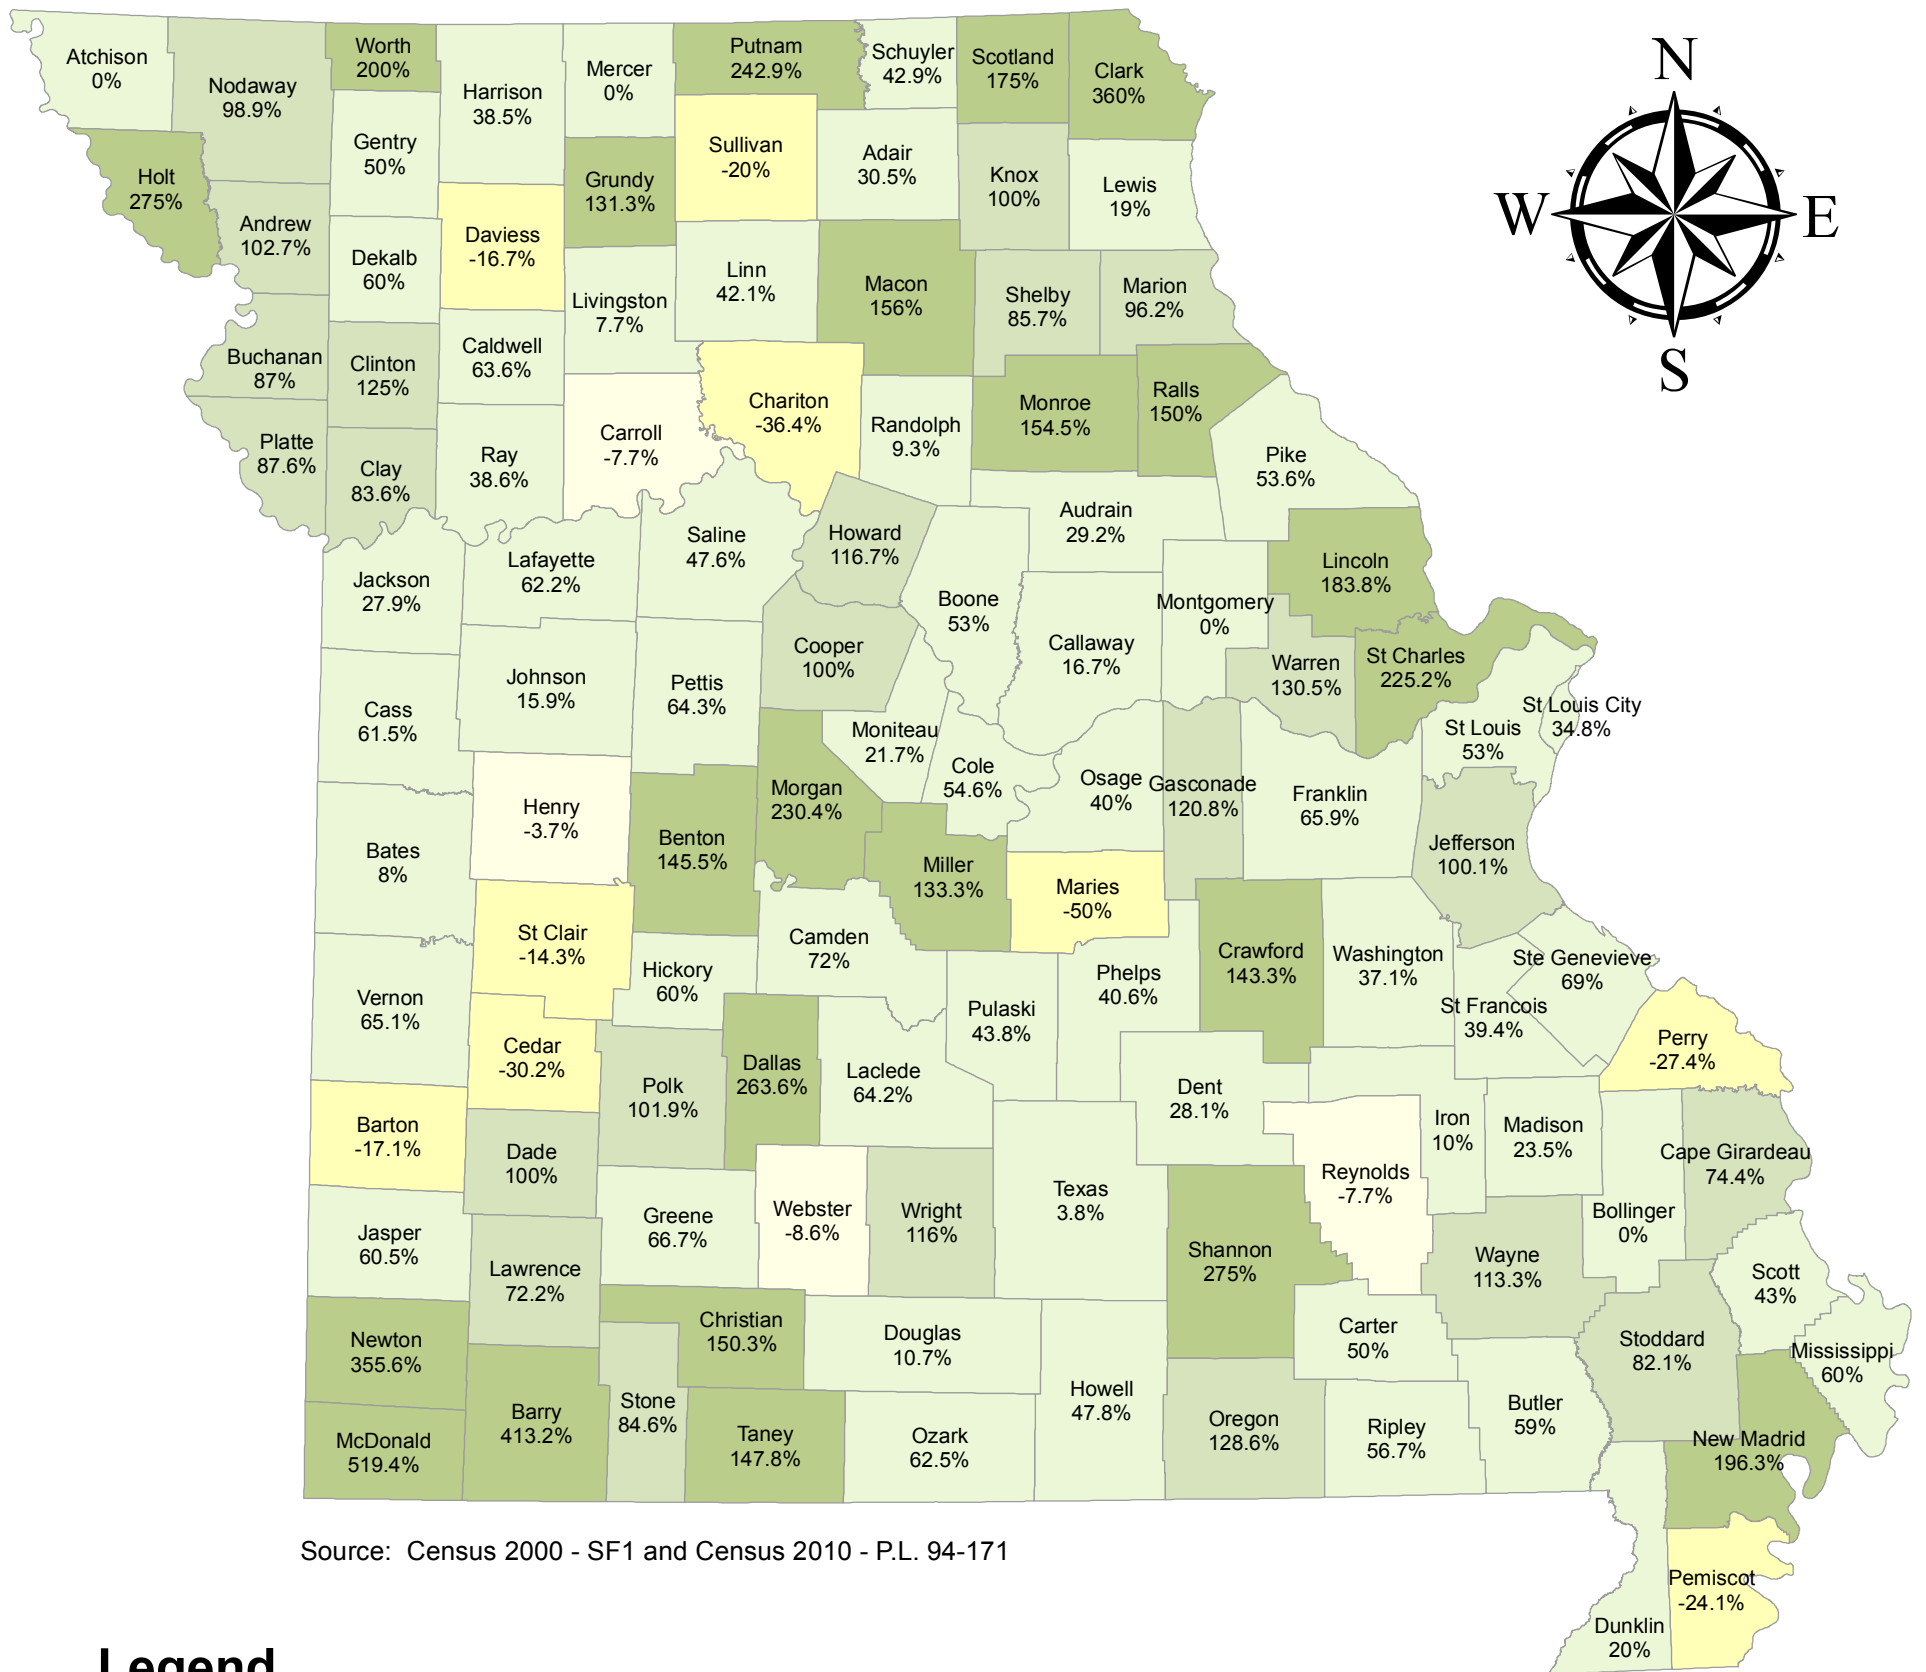 Atchison
0%
Nodaway
98.9%
Worth
200%
Harrison
38.5%
Mercer
0%
Putnam
242.9%
Schuyler
42.9%
Scotland
175%
Clark
360%
N
W
E
S
Holt
275%
Gentry
50%
Grundy
131.3%
Sullivan
-20%
Adair
30.5%
Knox
100%
Lewis
19%
Andrew
102.7%
Dekalb
60%
Daviess
-16.7%
Livingston
7.7%
Linn
42.1%
Macon
156%
Shelby
85.7%
Marion
96.2%
Buchanan
87%
Clinton
125%
Caldwell
63.6%
Carroll
-7.7%
Chariton
-36.4%
Randolph
9.3%
Monroe
154.5%
Ralls
150%
Pike
53.6%
Platte
87.6%
Clay
83.6%
Ray
38.6%
Saline
47.6%
Howard
116.7%
Audrain
29.2%
Lincoln
183.8%
Jackson
27.9%
Lafayette
62.2%
Boone
53%
Callaway
16.7%
Montgomery
0%
Warren
130.5%
St Charles
225.2%
St Louis City
34.8%
St Louis
53%
Cass
61.5%
Johnson
15.9%
Pettis
64.3%
Cooper
100%
Moniteau
21.7%
Cole
54.6%
Osage
40%
Gasconade
120.8%
Franklin
65.9%
Jefferson
100.1%
Bates
8%
Henry
-3.7%
Benton
145.5%
Morgan
230.4%
Miller
133.3%
Maries
-50%
Vernon
65.1%
St Clair
-14.3%
Hickory
60%
Camden
72%
Pulaski
43.8%
Phelps
40.6%
Crawford
143.3%
Washington
37.1%
St Francois
39.4%
Ste Genevieve
69%
Perry
-27.4%
Cedar
-30.2%
Polk
101.9%
Dallas
263.6%
Laclede
64.2%
Dent
28.1%
Iron
10%
Madison
23.5%
Cape Girardeau
74.4%
Barton
-17.1%
Dade
100%
Greene
66.7%
Webster
-8.6%
Wright
116%
Texas
3.8%
Shannon
275%
Reynolds
-7.7%
Wayne
113.3%
Bollinger
0%
Scott
43%
Jasper
60.5%
Lawrence
72.2%
Christian
150.3%
Douglas
10.7%
Howell
47.8%
Carter
50%
Stoddard
82.1%
Mississippi
60%
Newton
355.6%
McDonald
519.4%
Barry
413.2%
Stone
84.6%
Taney
147.8%
Ozark
62.5%
Oregon
128.6%
Ripley
56.7%
Butler
59%
New Madrid
196.3%
Pemiscot
-24.1%
Dunklin
20%
Source: Census 2000 - SF1 and Census 2010 - P.L. 94-171
Legend